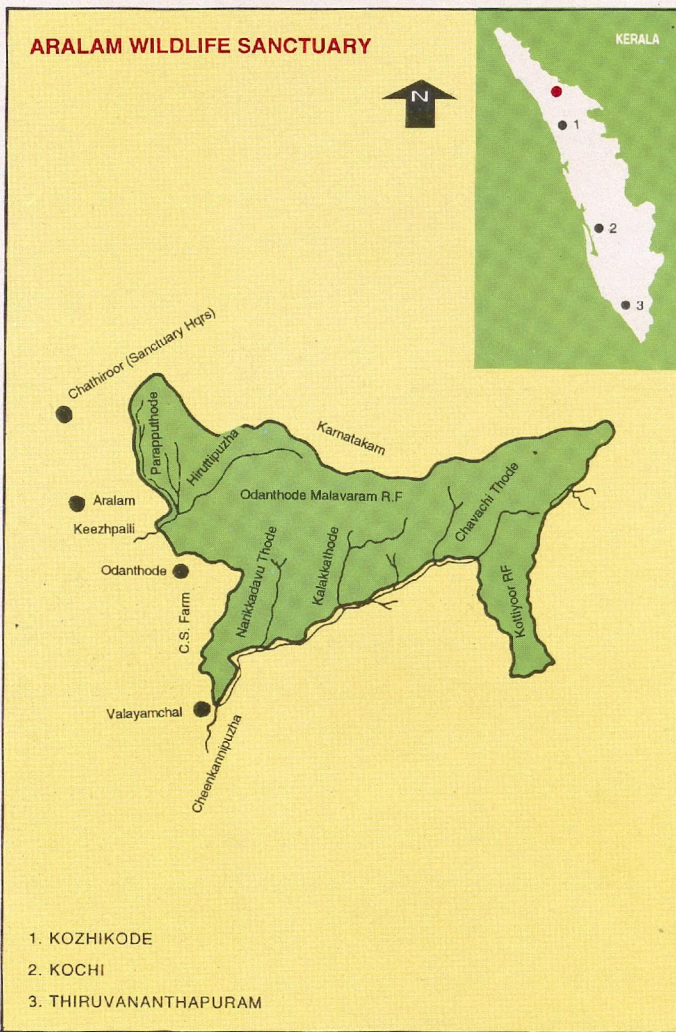 ARALAM WILDLIFE SANCTUARY
KERALA
N
1
2
3
Chathiroor (Sanctuary Hqrs)
Parapputhode
Hiruttipuzha
Karnatakam
Odanthode Malavaram R.F
Chavachi Thode
Aralam
Keezhpalli
Odanthode
C.S. Farm
Narikkadavu Thode
Kalakkathode
Kottiyoor RF
Valayamchal
Cheenkannipuzha
1. KOZHIKODE
2. KOCHI
3. THIRUVANANTHAPURAM